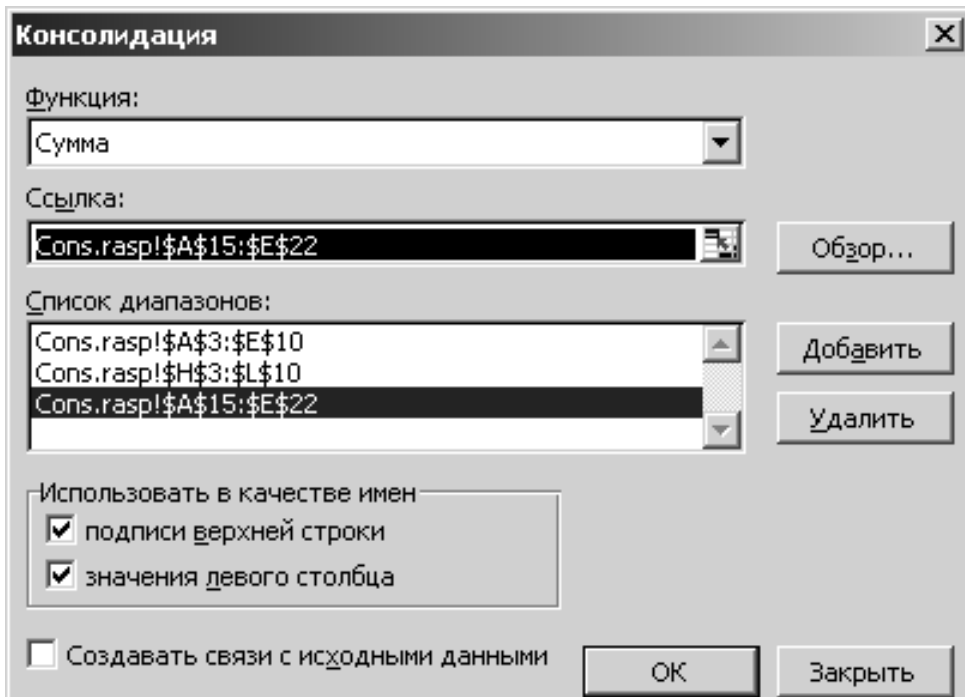 Консолидация
Функция:
Сумма
Ссылка:
Cons.rasp!$A$15:$E$22
Обзор...
Список диапазонов:
Cons.rasp!$A$3:$E$10
Cons.rasp!$H$3:$L$10
Cons.rasp!$A$15:$E$22
Добавить
Удалить
Использовать в качестве имен
подписи верхней строки
значения левого столбца
Создавать связи с исходными данными
ОК
Закрыть